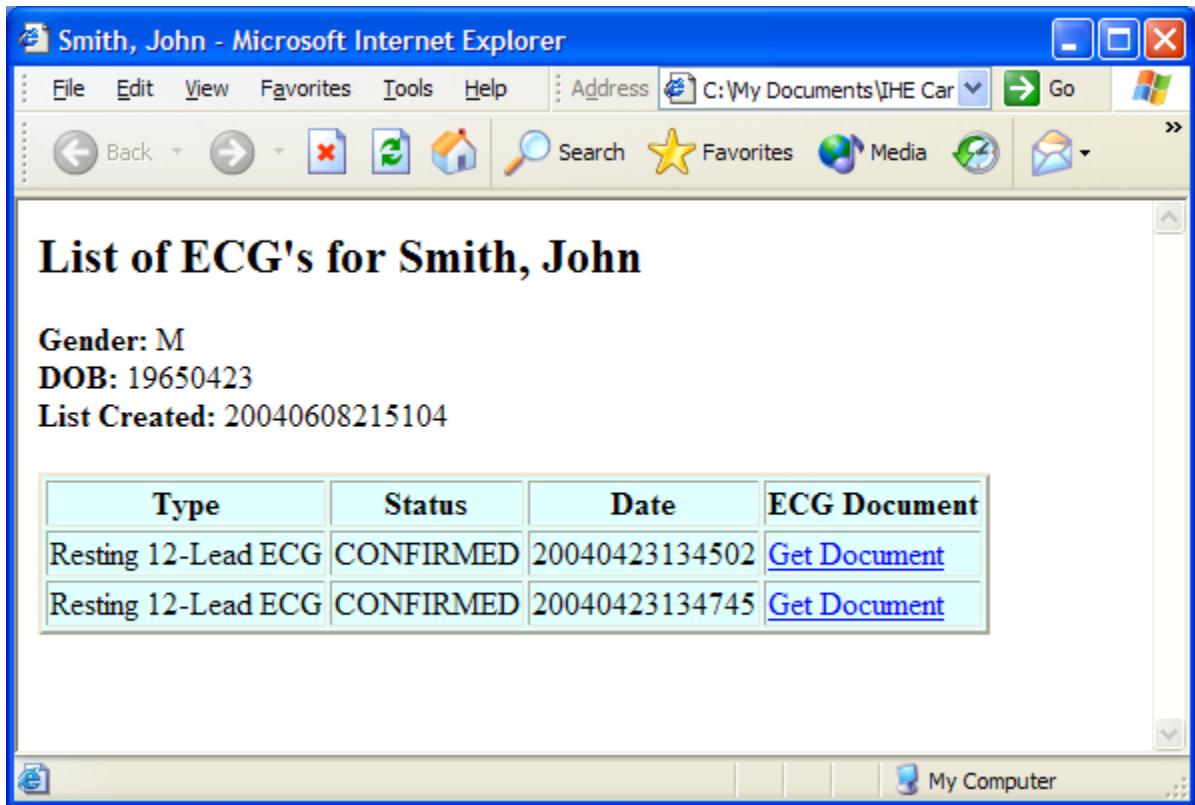 Smith, John - Microsoft Internet Explorer
File Edit View Favorites Tools Help Address C:\My Documents\IHE Car Go
Back Search Favorites Media »
List of ECG's for Smith, John
Gender: M
DOB: 19650423
List Created: 20040608215104
Type Status Date ECG Document
Resting 12-Lead ECG CONFIRMED 20040423134502 Get Document
Resting 12-Lead ECG CONFIRMED 20040423134745 Get Document
My Computer